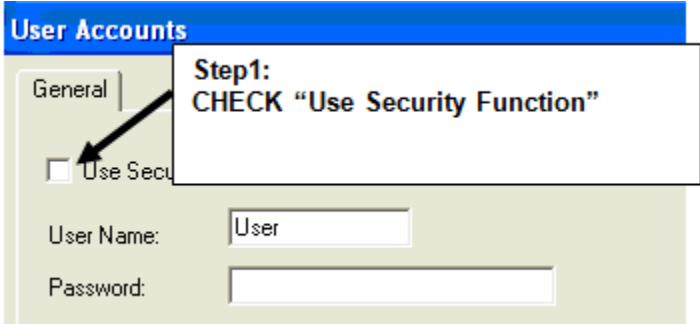 User Accounts
Step1:
CHECK “Use Security Function”
General
Use Secu
User Name:
User
Password: